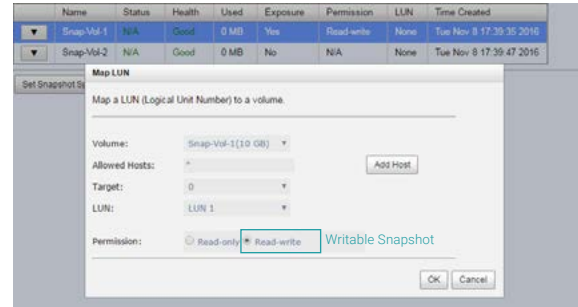 Name Status Health Used Exposure Permission LUN Time Created
Snap-Vol-1 N/A Good 0 MB Yes Read-write None Tue Nov 8 17:39:35 2016
Snap-Vol-2 N/A Good 0 MB No N/A None Tue Nov 8 17:39:47 2016
Set Snapshot
Map LUN
Map a LUN (Logical Unit Number) to a volume.
Volume: Snap-Vol-1(10 GB)
Allowed Hosts: * Add Host
Target: 0
LUN: LUN 1
Permission: Read-only Read-write Writable Snapshot
OK Cancel